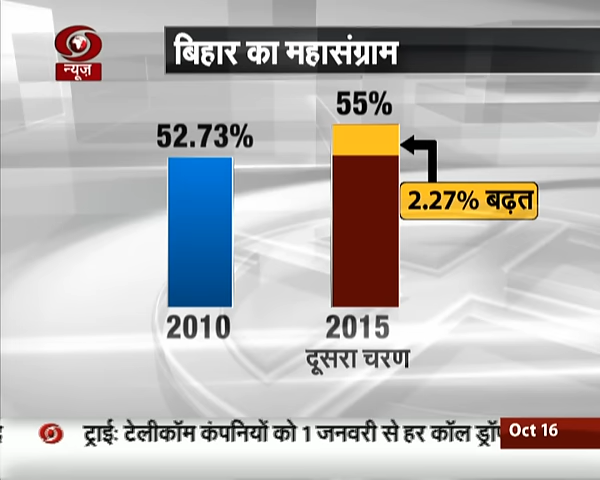 न्यूज़
बिहार का महासंग्राम
52.73%
55%
2.27% बढ़त
2010
2015
दूसरा चरण
ट्राई: टेलीकॉम कंपनियों को 1 जनवरी से हर कॉल
Oct 16